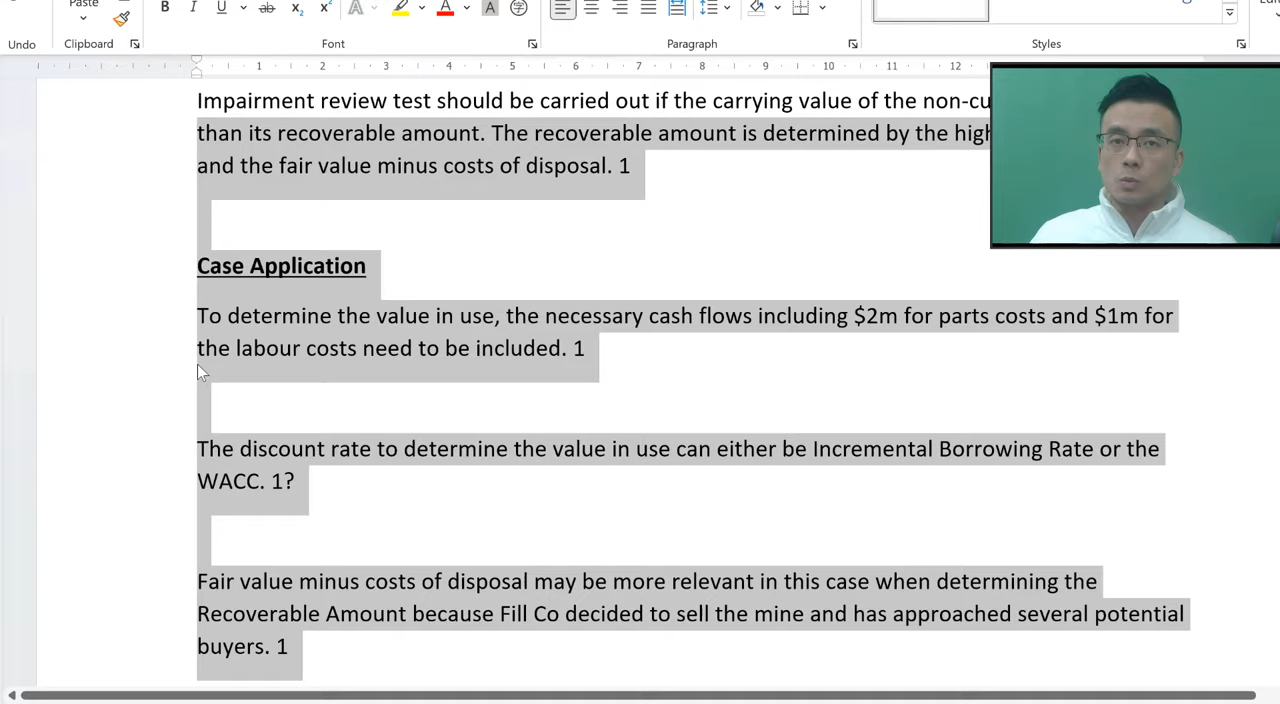 Paste
B I U ab x₂ x² A A A
Undo
Clipboard
Font
Paragraph
Styles
1 2 3 4 5 6 7 8 9 10 11 12
Impairment review test should be carried out if the carrying value of the non-cu
than its recoverable amount. The recoverable amount is determined by the high
and the fair value minus costs of disposal. 1
Case Application
To determine the value in use, the necessary cash flows including $2m for parts costs and $1m for
the labour costs need to be included. 1
The discount rate to determine the value in use can either be Incremental Borrowing Rate or the
WACC. 1?
Fair value minus costs of disposal may be more relevant in this case when determining the
Recoverable Amount because Fill Co decided to sell the mine and has approached several potential
buyers. 1